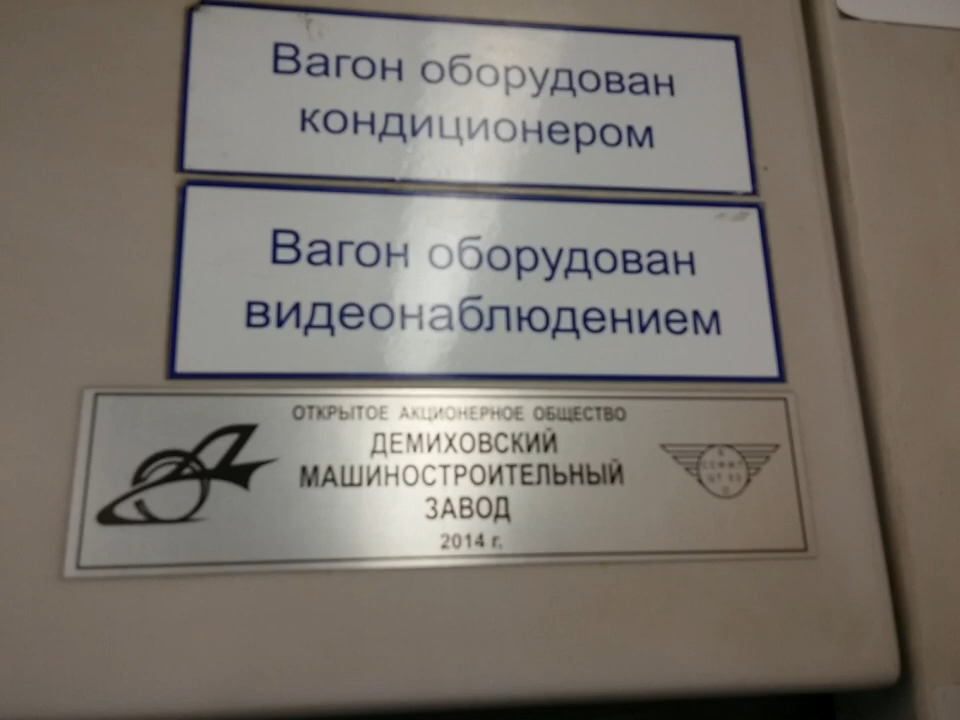 Вагон оборудован
кондиционером
Вагон оборудован
видеонаблюдением
ОТКРЫТОЕ АКЦИОНЕРНОЕ ОБЩЕСТВО
ДЕМИХОВСКИЙ
МАШИНОСТРОИТЕЛЬНЫЙ
ЗАВОД
2014 г.